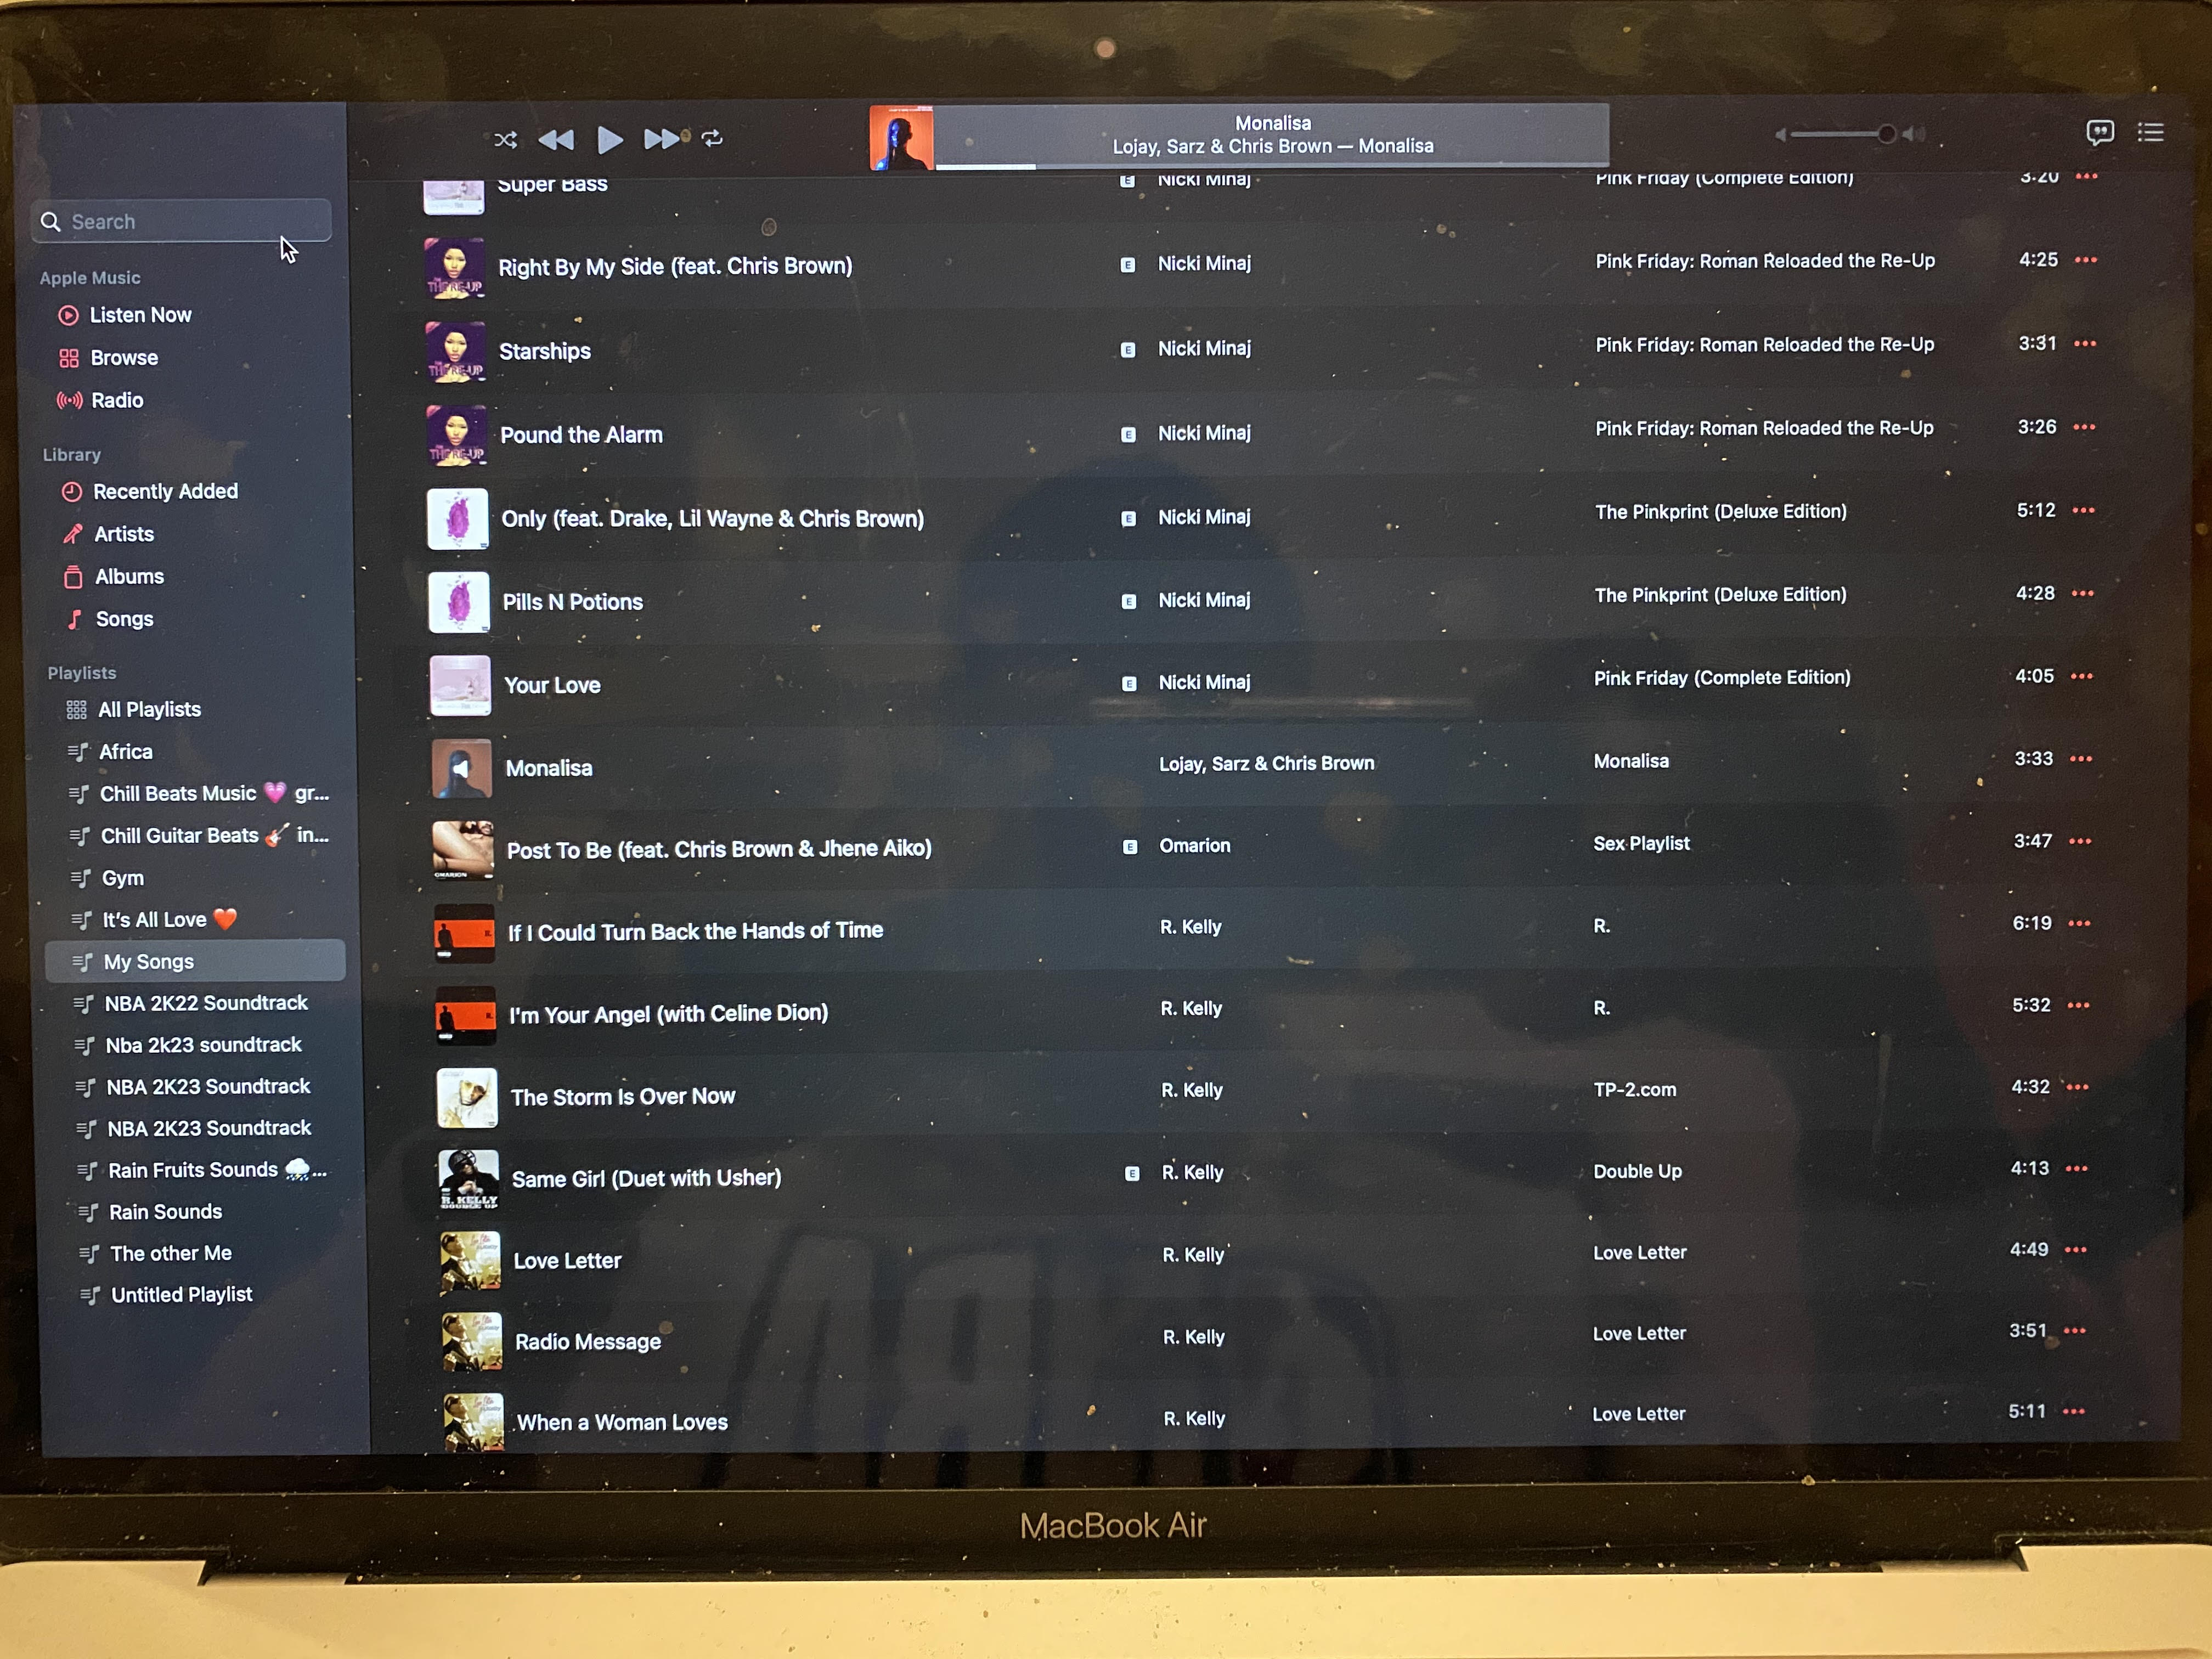 Monalisa
Lojay, Sarz & Chris Brown — Monalisa
Search
Apple Music
Listen Now
Browse
Radio
Library
Recently Added
Artists
Albums
Songs
Playlists
All Playlists
Africa
Chill Beats Music 💗 gr...
Chill Guitar Beats 🎸 in...
Gym
It's All Love ❤️
My Songs
NBA 2K22 Soundtrack
Nba 2k23 soundtrack
NBA 2K23 Soundtrack
NBA 2K23 Soundtrack
Rain Fruits Sounds 🌧️...
Rain Sounds
The other Me
Untitled Playlist
Super Bass E Nicki Minaj Pink Friday (Complete Edition) 3:20
Right By My Side (feat. Chris Brown) E Nicki Minaj Pink Friday: Roman Reloaded the Re-Up 4:25
Starships E Nicki Minaj Pink Friday: Roman Reloaded the Re-Up 3:31
Pound the Alarm E Nicki Minaj Pink Friday: Roman Reloaded the Re-Up 3:26
Only (feat. Drake, Lil Wayne & Chris Brown) E Nicki Minaj The Pinkprint (Deluxe Edition) 5:12
Pills N Potions E Nicki Minaj The Pinkprint (Deluxe Edition) 4:28
Your Love E Nicki Minaj Pink Friday (Complete Edition) 4:05
Monalisa Lojay, Sarz & Chris Brown Monalisa 3:33
Post To Be (feat. Chris Brown & Jhene Aiko) E Omarion Sex Playlist 3:47
If I Could Turn Back the Hands of Time R. Kelly R. 6:19
I'm Your Angel (with Celine Dion) R. Kelly R. 5:32
The Storm Is Over Now R. Kelly TP-2.com 4:32
Same Girl (Duet with Usher) E R. Kelly Double Up 4:13
Love Letter R. Kelly Love Letter 4:49
Radio Message R. Kelly Love Letter 3:51
When a Woman Loves R. Kelly Love Letter 5:11
MacBook Air